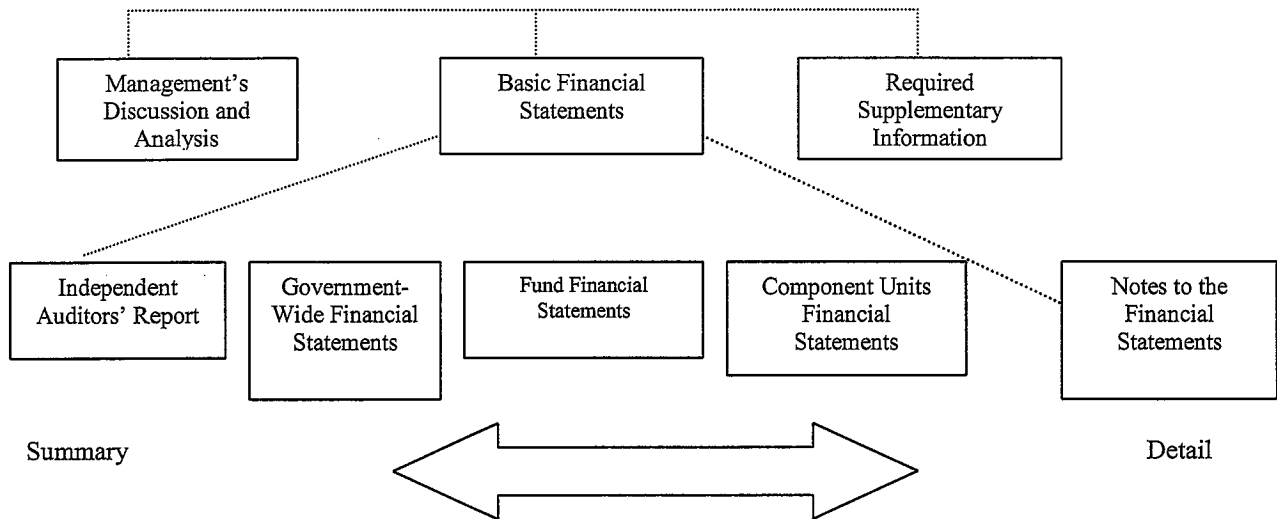 Management's
Discussion and
Analysis
Basic Financial
Statements
Required
Supplementary
Information
Independent
Auditors' Report
Government-
Wide Financial
Statements
Fund Financial
Statements
Component Units
Financial
Statements
Notes to the
Financial
Statements
Summary
Detail